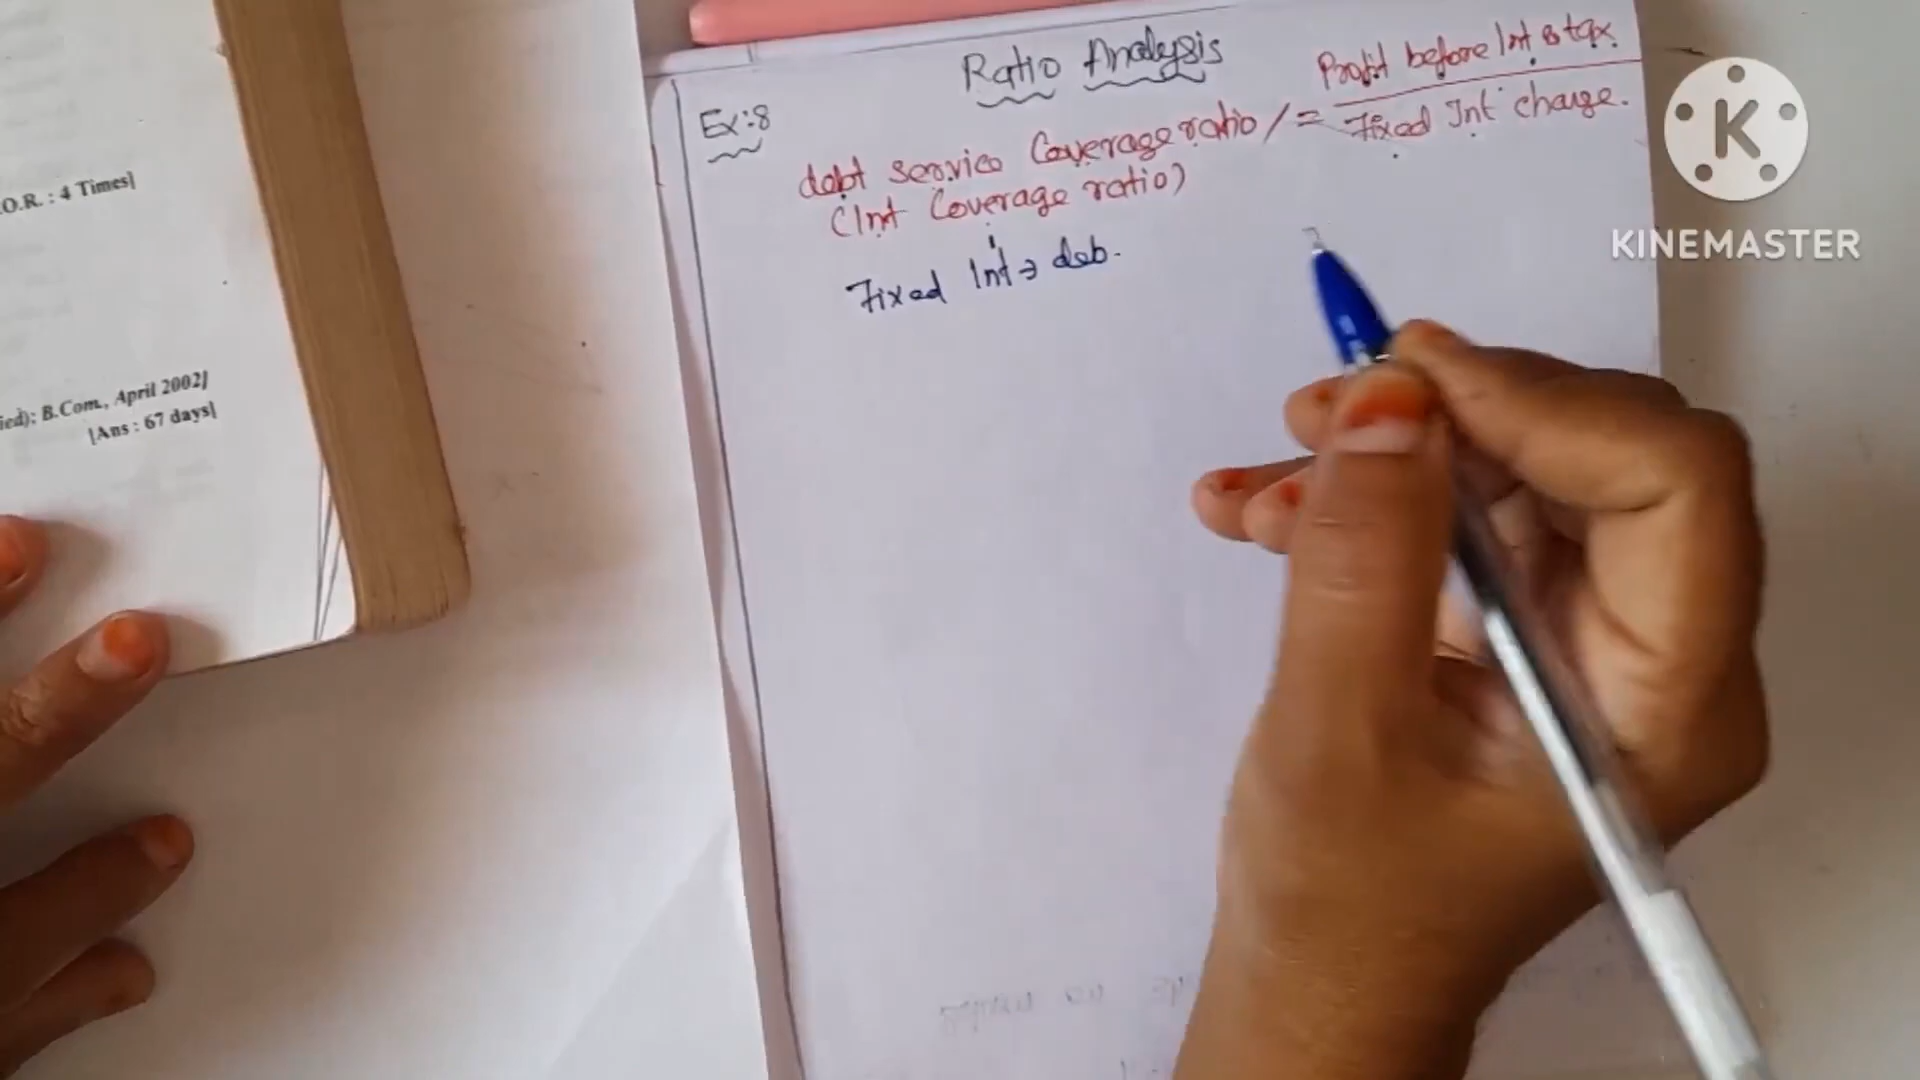 O.R. : 4 Times]
ied); B.Com., April 2002]
[Ans : 67 days]
Ratio Analysis
Ex:8
debt service Coverage ratio / = Profit before Int & tax
Fixed Int charge.
(Int Coverage ratio)
Fixed Int → deb.
K
KINEMASTER